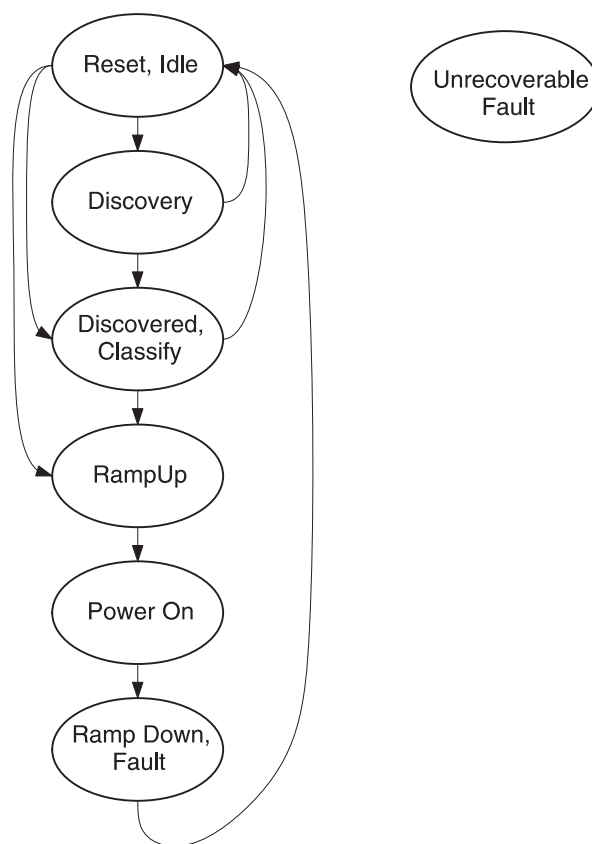 Reset, Idle
Unrecoverable
Fault
Discovery
Discovered,
Classify
RampUp
Power On
Ramp Down,
Fault